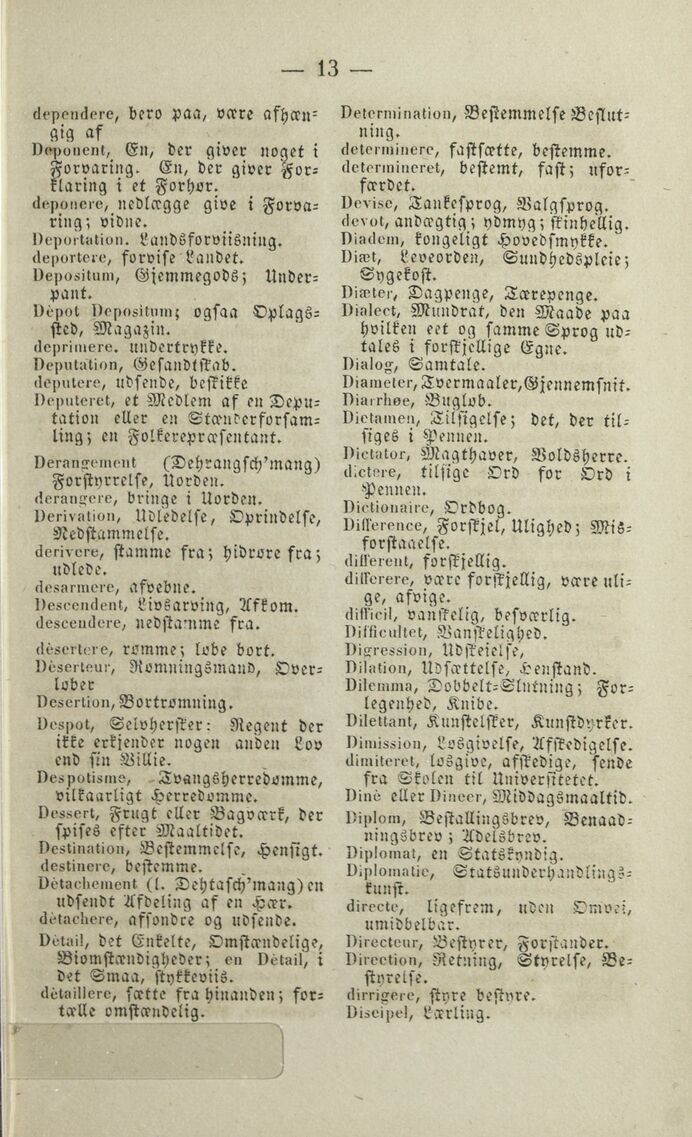 — 13 —
dependere, bero paa, være afhæn-
gig af
Deponent, En, der giver noget i
Forvaring. En, der giver For-
klaring i et Forhør.
deponere, nedlægge give i Forva-
ring; vidne.
Deportation. Landsforviisning.
deportere, forvise Landet.
Depositum, Gjemmegods; Under-
pant.
Dèpot Depositum; ogsaa Oplags-
sted, Magazin.
deprimere. undertrykke.
Deputation, Gesandtskab.
deputere, udsende, beskikke
Deputeret, et Medlem af en Depu-
tation eller en Stænderforsam-
ling; en Folkerepræsentant.
Derangement (Dehrangsch'mang)
Forstyrrelse, Uorden.
derangere, bringe i Uorden.
Derivation, Udledelse, Oprindelse,
Nedstammelse.
derivere, stamme fra; hidrøre fra;
udlede.
desarmere, afvebne.
Descendent, Livsarving, Afkom.
descendere, nedstamme fra.
dèsertere, rømme; løbe bort.
Dèserteur, Rømningsmand, Over-
løber
Desertion, Bortrømning.
Despot, Selvhersker: Regent der
ikke erkjender nogen anden Lov
end sin Villie.
Despotisme, Tvangsherredømme,
vilkaarligt Herredømme.
Dessert, Frugt eller Bagværk, der
spises efter Maaltidet.
Destination, Bestemmelse, Hensigt.
destinere, bestemme.
Dètachement (l. Dehtasch'mang) en
udsendt Afdeling af en Hær.
dètachere, affondre og udsende.
Dètail, det Enkelte, Omstændelige,
Biomstændigheder; en Dètail, i
det Smaa, stykkeviis.
dètaillere, sætte fra hinanden; for-
tælle omstændelig.
Determination, Bestemmelse Beslut-
ning.
determinere, fastsætte, bestemme.
determineret, bestemt, fast; ufor-
færdet.
Devise, Tankesprog, Valgsprog.
devot, andægtig; ydmyg; skinhellig.
Diadem, kongeligt Hovedsmykke.
Diæt, Leveorden, Sundhedspleie;
Sygekost.
Diæter, Dagpenge, Tærepenge.
Dialect, Mundrat, den Maade paa
hvilken eet og samme Sprog ud-
tales i forskjellige Egne.
Dialog, Samtale.
Diameter, Tvermaaler, Gjennemsnit.
Diarrhøe, Bugløb.
Dictamen, Tilsigelse; det, der til-
siges i Pennen.
Dictator, Magthaver, Voldsherre.
dictere, tilsige Ord for Ord i
Pennen.
Dictionaire, Ordbog.
Difference, Forskjel, Ulighed; Mis-
forstaaelse.
different, forskjellig.
differere, være forskjellig, være uli-
ge, afvige.
difficil, vanskelig, besværlig.
Difficultet, Vanskelighed.
Digression, Udskeielse,
Dilation, Udsættelse, Henstand.
Dilemma, Dobbelt-Slutning; For-
legenhed, Knibe.
Dilettant, Kunstelsker, Kunstdyrker.
Dimission, Løsgivelse, Afskedigelse.
dimiteret, løsgive, afskedige, sende
fra Skolen til Universitetet.
Dinè eller Dineer, Middagsmaaltid.
Diplom, Bestallingsbrev, Benaad-
ningsbrev; Adelsbrev.
Diplomat, en Statskyndig.
Diplomatic, Statsunderhandlings-
kunst.
directe, ligefrem, uden Omvei,
umidbelbar.
Directeur, Bestyrer, Forstander.
Direction, Retning, Styrelse, Be-
styrelse.
dirrigere, styre bestyre.
Discipel, Lærling.